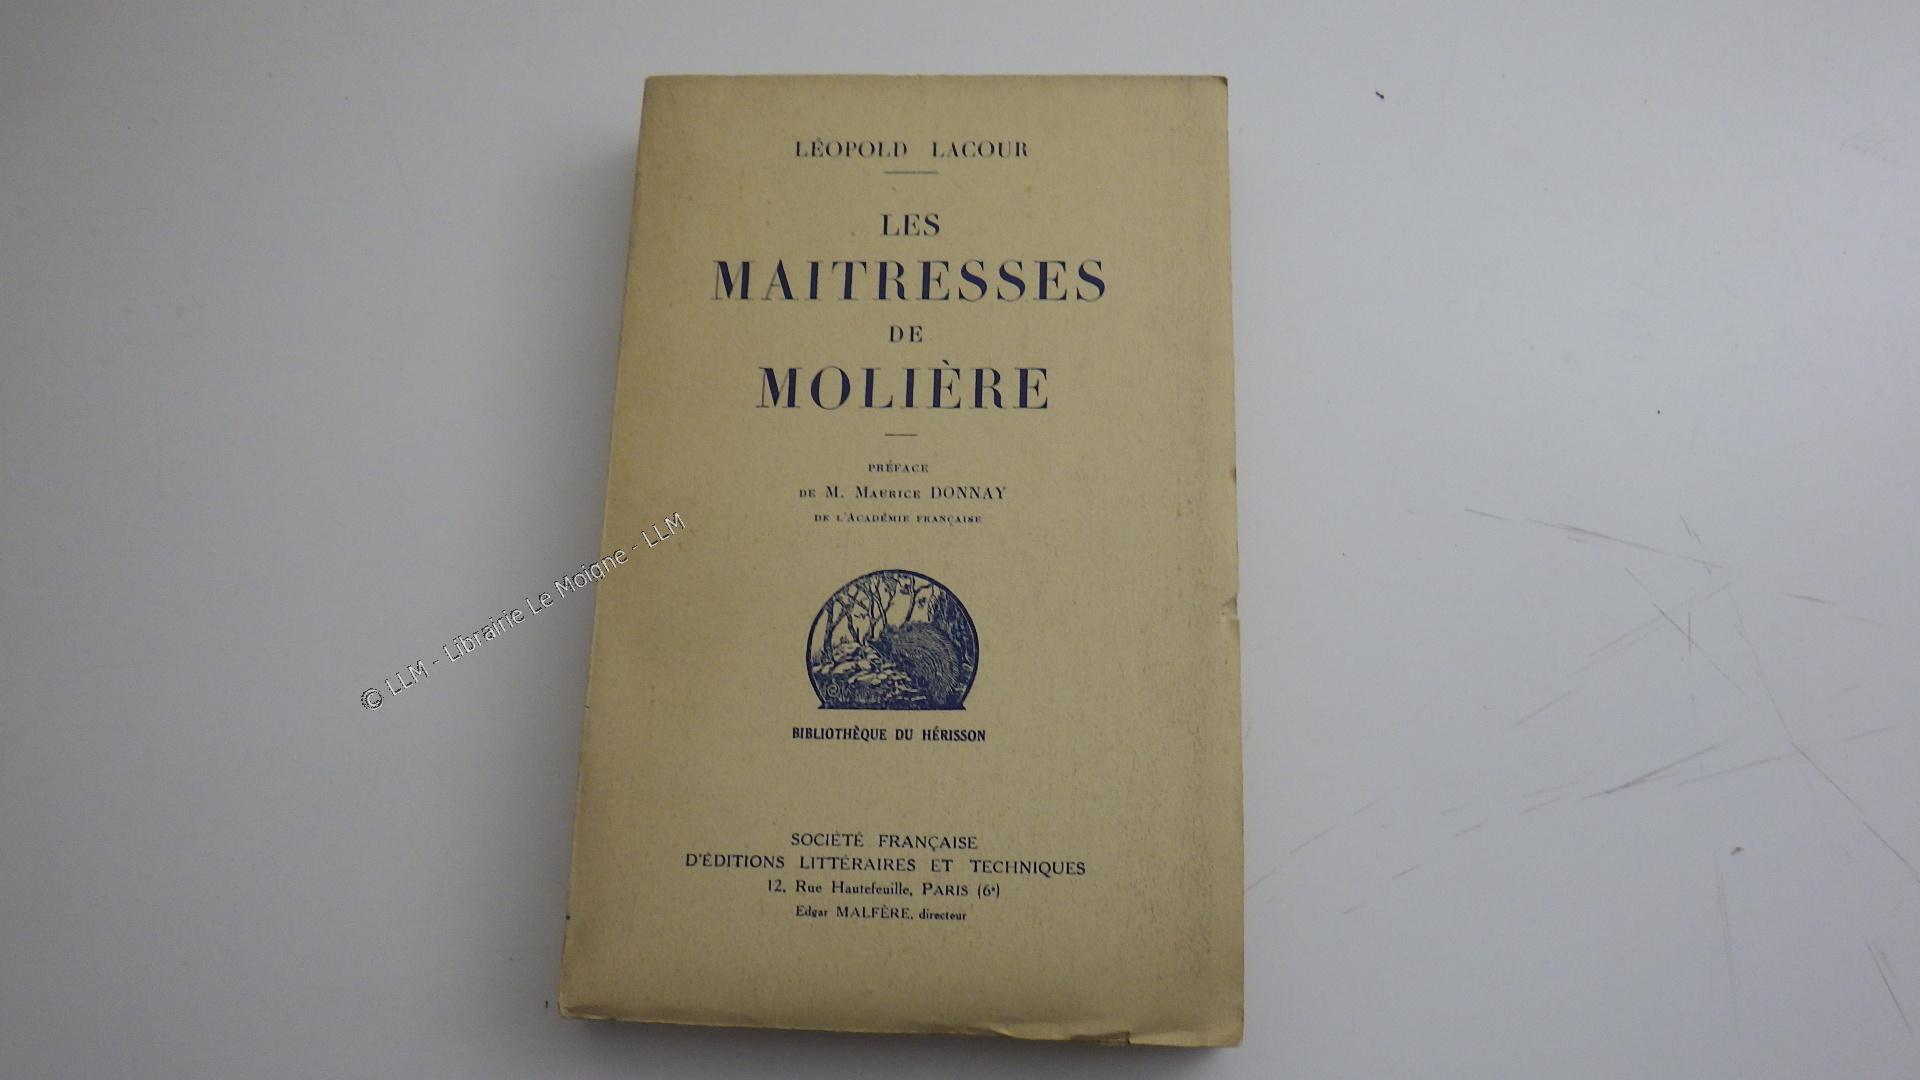 LÉOPOLD LACOUR
LES
MAITRESSES
DE
MOLIÈRE
PRÉFACE
DE M. MAURICE DONNAY
DE L'ACADÉMIE FRANÇAISE
BIBLIOTHÈQUE DU HÉRISSON
SOCIÉTÉ FRANÇAISE
D'ÉDITIONS LITTÉRAIRES ET TECHNIQUES
12, Rue Hautefeuille, PARIS (6e)
Edgar MALFÈRE, directeur
© LLM - Librairie Le Moigne - LLM